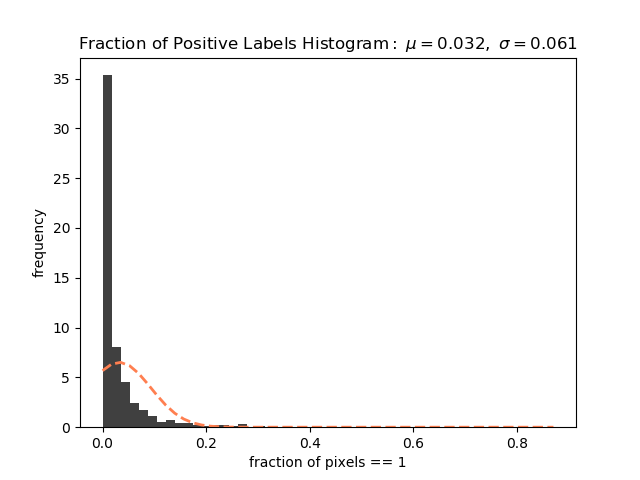 Fraction of Positive Labels Histogram: μ = 0.032, σ = 0.061
35
30
25
20
15
10
5
0
frequency
0.0 0.2 0.4 0.6 0.8
fraction of pixels == 1